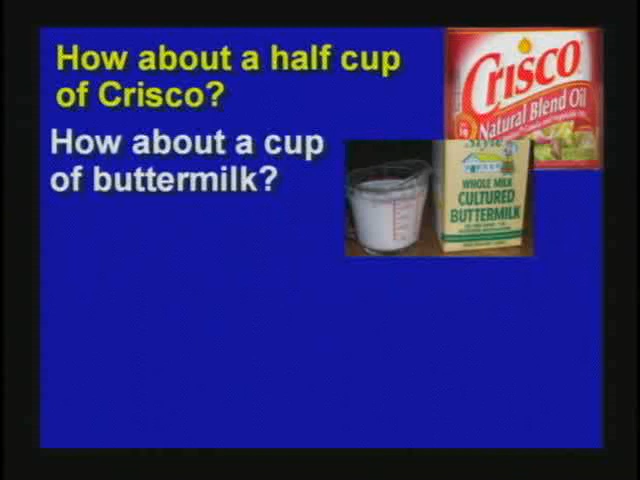 How about a half cup
of Crisco?
How about a cup
of buttermilk?
Crisco
Natural Blend Oil
Style
WHOLE MILK
CULTURED
BUTTERMILK